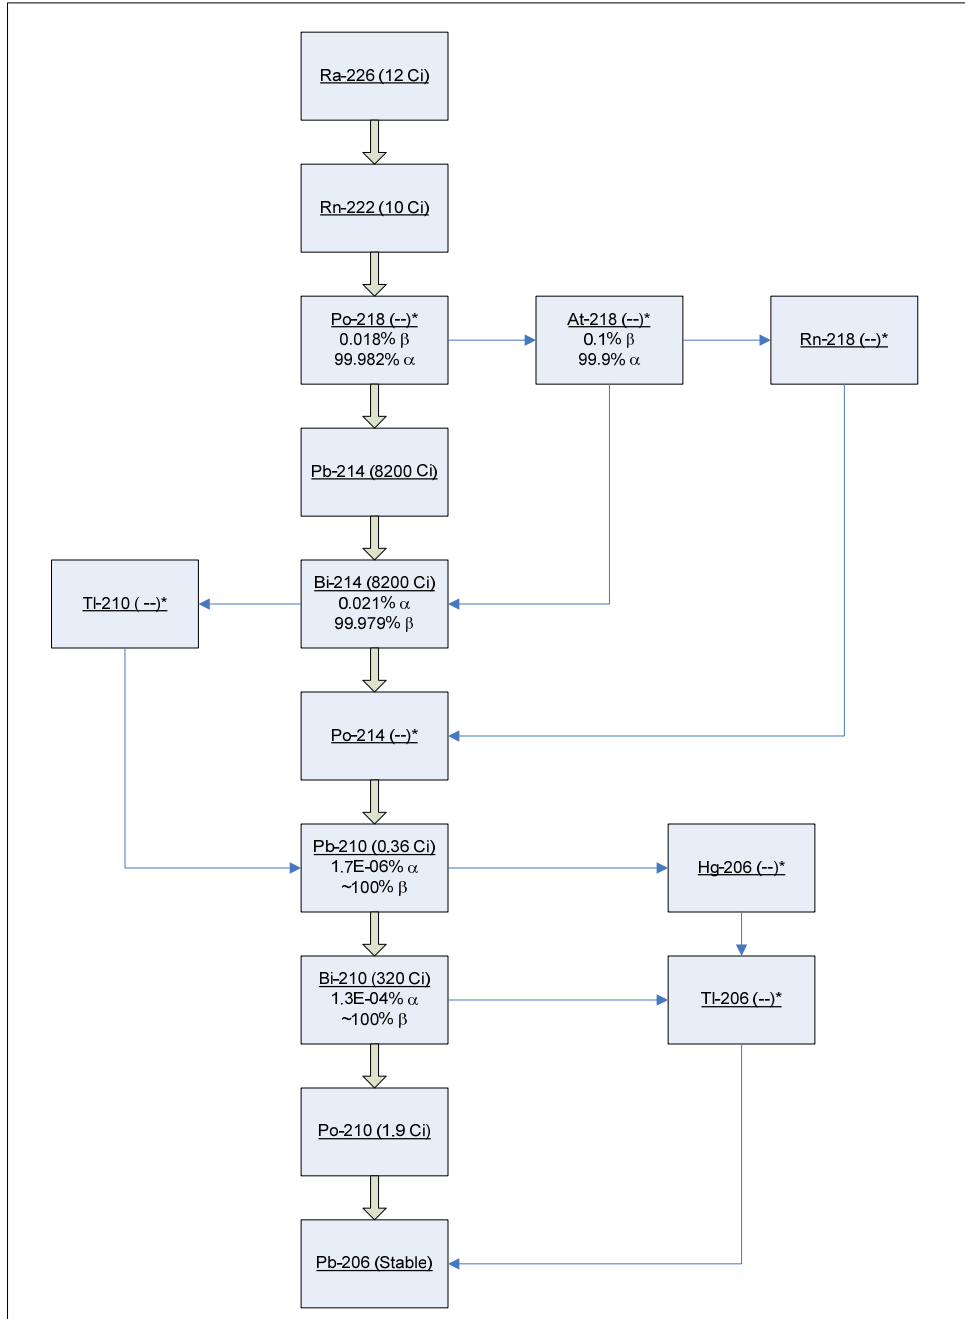 Ra-226 (12 Ci)
Rn-222 (10 Ci)
Po-218 (--)*
0.018% β
99.982% α
At-218 (--)*
0.1% β
99.9% α
Rn-218 (--)*
Pb-214 (8200 Ci)
Tl-210 ( --)*
Bi-214 (8200 Ci)
0.021% α
99.979% β
Po-214 (--)*
Pb-210 (0.36 Ci)
1.7E-06% α
~100% β
Hg-206 (--)*
Bi-210 (320 Ci)
1.3E-04% α
~100% β
Tl-206 (--)*
Po-210 (1.9 Ci)
Pb-206 (Stable)